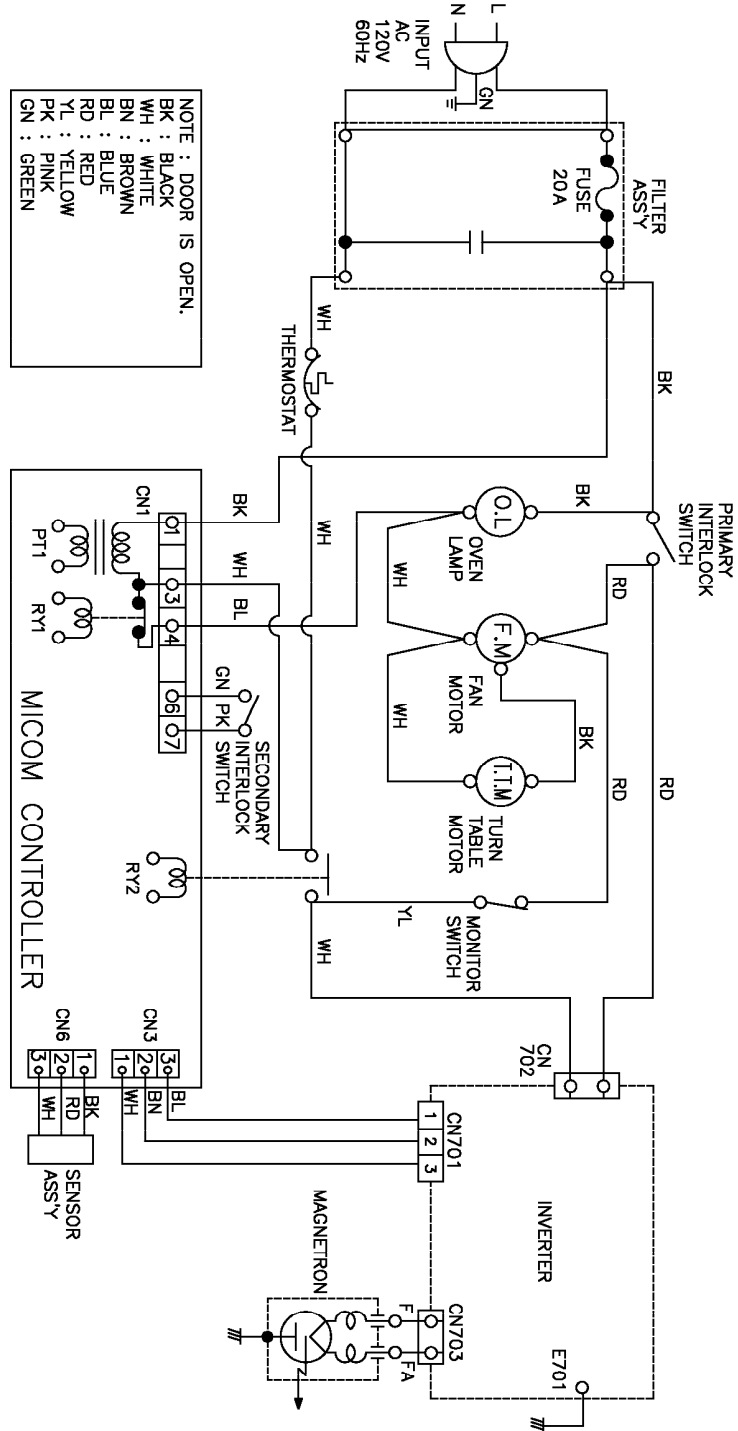 L
N
INPUT
AC
120V
60Hz
GN
FILTER
ASS'Y
FUSE
20A
WH
THERMOSTAT
BK
PRIMARY
INTERLOCK
SWITCH
BK
O.L
OVEN
LAMP
WH
RD
F.M
FAN
MOTOR
WH
BK
T.T.M
TURN
TABLE
MOTOR
RD
RD
MONITOR
SWITCH
YL
WH
WH
NOTE : DOOR IS OPEN.
BK : BLACK
WH : WHITE
BN : BROWN
BL : BLUE
RD : RED
YL : YELLOW
PK : PINK
GN : GREEN
BK
WH
BL
GN
PK
SECONDARY
INTERLOCK
SWITCH
CN1
1
3
4
6
7
PT1
RY1
RY2
MICOM CONTROLLER
CN3
3
2
1
BL
BN
WH
CN6
1
2
3
BK
RD
WH
SENSOR
ASS'Y
CN
702
CN701
1
2
3
INVERTER
E701
CN703
F
FA
MAGNETRON